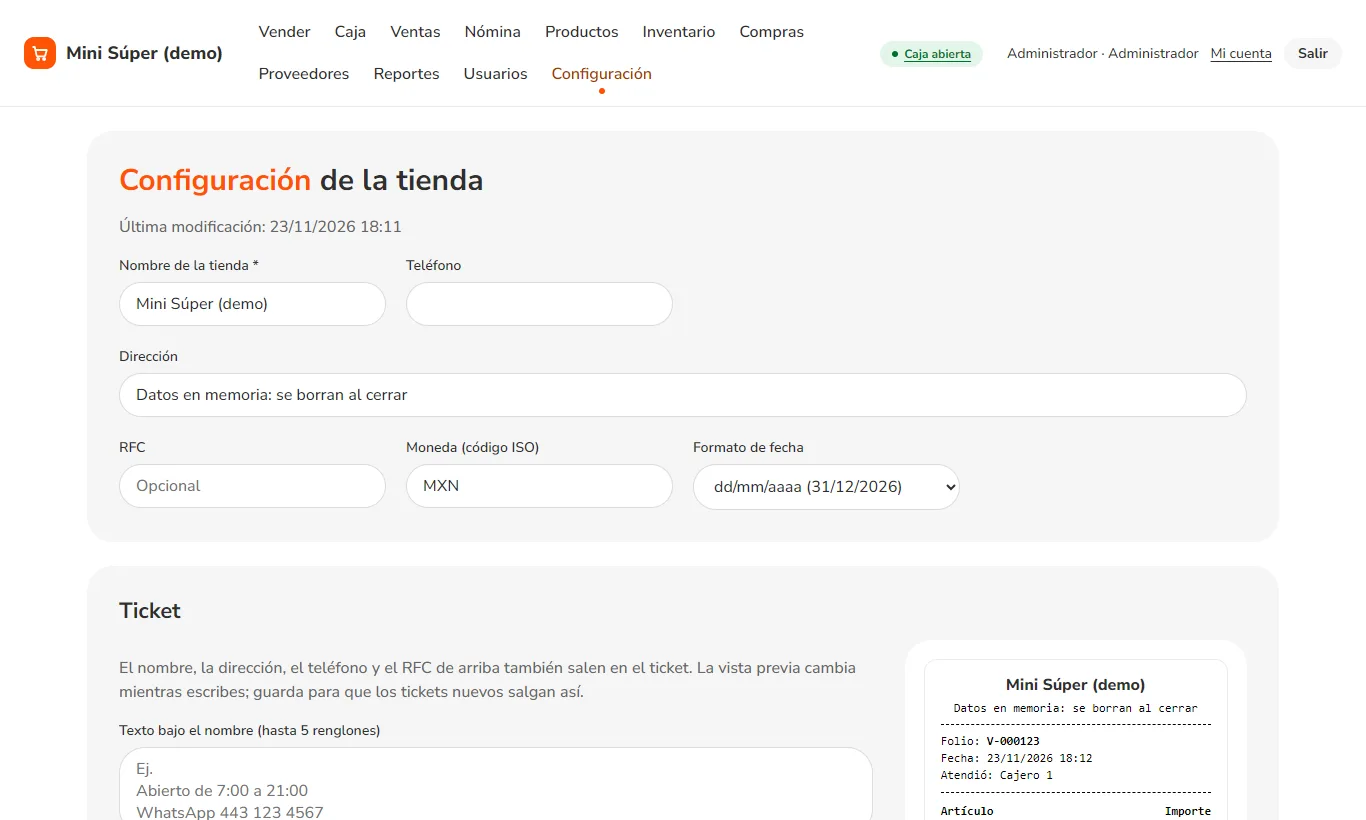 Mini Súper (demo)
Vender Caja Ventas Nómina Productos Inventario Compras
Proveedores Reportes Usuarios Configuración
Caja abierta
Administrador · Administrador Mi cuenta Salir
Configuración de la tienda
Última modificación: 23/11/2026 18:11
Nombre de la tienda * Teléfono
Mini Súper (demo)
Dirección
Datos en memoria: se borran al cerrar
RFC Moneda (código ISO) Formato de fecha
Opcional MXN dd/mm/aaaa (31/12/2026)
Ticket
El nombre, la dirección, el teléfono y el RFC de arriba también salen en el ticket. La vista previa cambia
mientras escribes; guarda para que los tickets nuevos salgan así.
Texto bajo el nombre (hasta 5 renglones)
Ej.
Abierto de 7:00 a 21:00
WhatsApp 443 123 4567
Mini Súper (demo)
Datos en memoria: se borran al cerrar
Folio: V-000123
Fecha: 23/11/2026 18:12
Atendió: Cajero 1
Artículo Importe